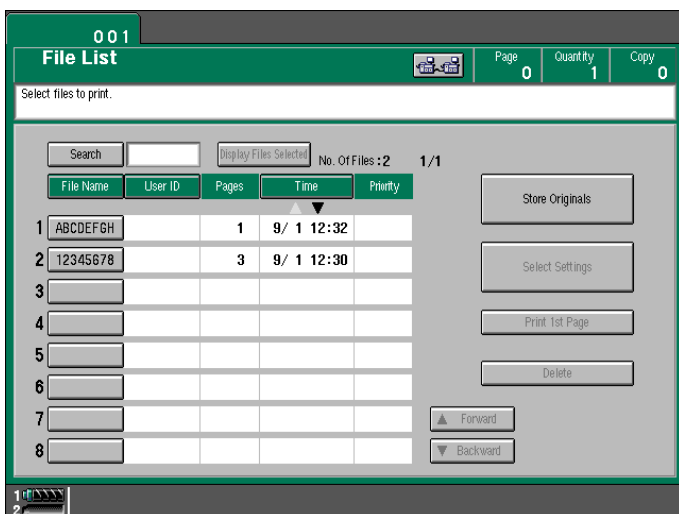 001
File List
Page 0 Quantity 1 Copy 0
Select files to print.
Search Display Files Selected No. Of Files :2 1/1
File Name User ID Pages Time Priority
Store Originals
1 ABCDEFGH 1 9/ 1 12:32
2 12345678 3 9/ 1 12:30
Select Settings
3
4
Print 1st Page
5
Delete
6
7
▲ Forward
8
▼ Backward
1
2